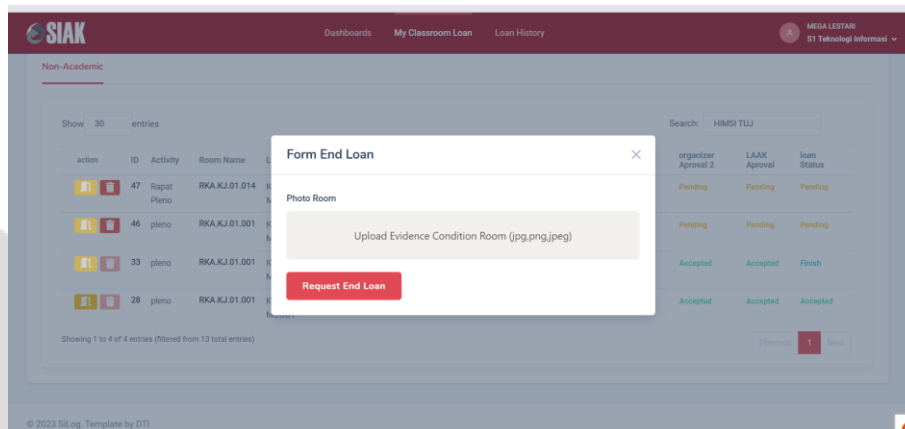 SIAK
Dashboards My Classroom Loan Loan History
MEGA LESTARI
S1 Teknologi Informasi
Non-Academic
Show 30 entries
Search: HIMSI TUJ
action ID Activity Room Name
organizer Aproval 2
LAAK Aproval
loan Status
47 Rapat Pleno RKA.KJ.01.014 Pending Pending Pending
46 pleno RKA.KJ.01.001 Pending Pending Pending
33 pleno RKA.KJ.01.001 Accepted Accepted Finish
28 pleno RKA.KJ.01.001 Accepted Accepted Accepted
Form End Loan
Photo Room
Upload Evidence Condition Room (jpg,png,jpeg)
Request End Loan
Showing 1 to 4 of 4 entries (filtered from 13 total entries)
Previous 1 Next
© 2023 SiLog. Template by DTI